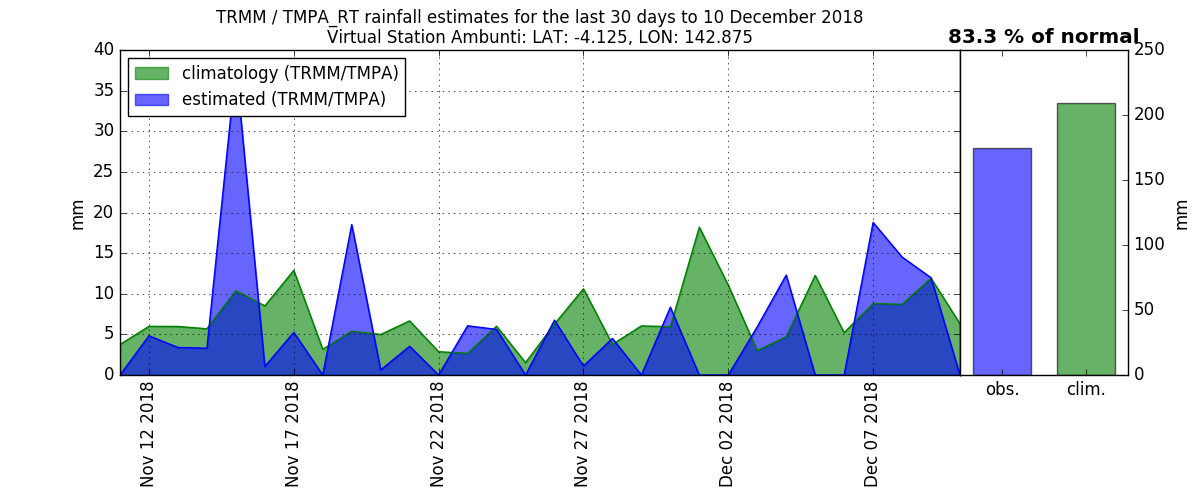 TRMM / TMPA_RT rainfall estimates for the last 30 days to 10 December 2018
Virtual Station Ambunti: LAT: -4.125, LON: 142.875
83.3 % of normal
climatology (TRMM/TMPA)
estimated (TRMM/TMPA)
40
35
30
25
20
15
10
5
0
mm
Nov 12 2018
Nov 17 2018
Nov 22 2018
Nov 27 2018
Dec 02 2018
Dec 07 2018
250
200
150
100
50
0
mm
obs.
clim.